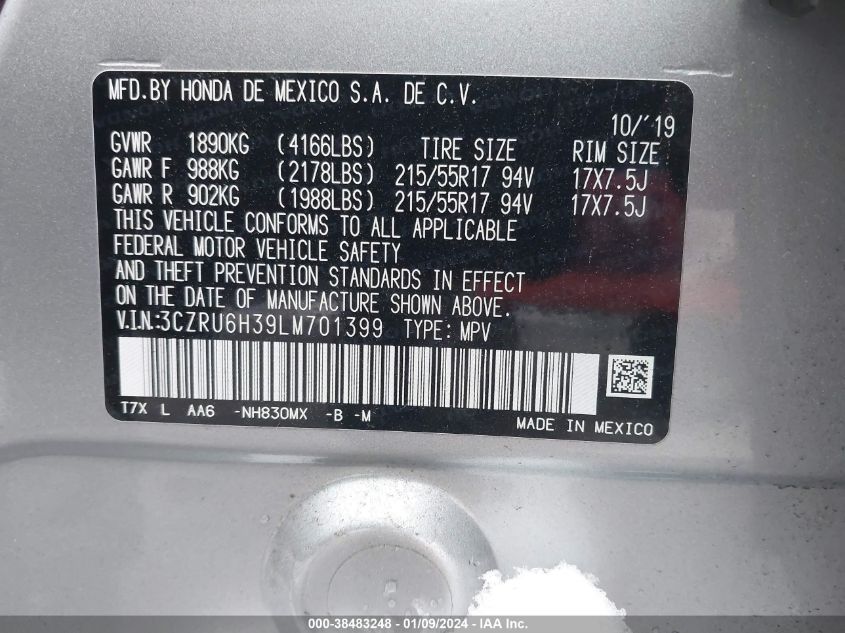 MFD.BY HONDA DE MEXICO S.A. DE C.V.
10/'19
GVWR 1890KG (4166LBS) TIRE SIZE RIM SIZE
GAWR F 988KG (2178LBS) 215/55R17 94V 17X7.5J
GAWR R 902KG (1988LBS) 215/55R17 94V 17X7.5J
THIS VEHICLE CONFORMS TO ALL APPLICABLE
FEDERAL MOTOR VEHICLE SAFETY
AND THEFT PREVENTION STANDARDS IN EFFECT
ON THE DATE OF MANUFACTURE SHOWN ABOVE.
V.I.N:3CZRU6H39LM701399 TYPE: MPV
T7X L AA6 -NH830MX -B -M
MADE IN MEXICO
000-38483248 - 01/09/2024 - © IAA Holdings, LLC.